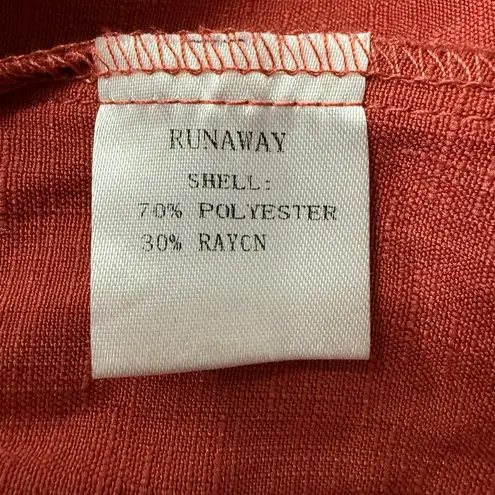 RUNAWAY
SHELL:
70% POLYESTER
30% RAYCN